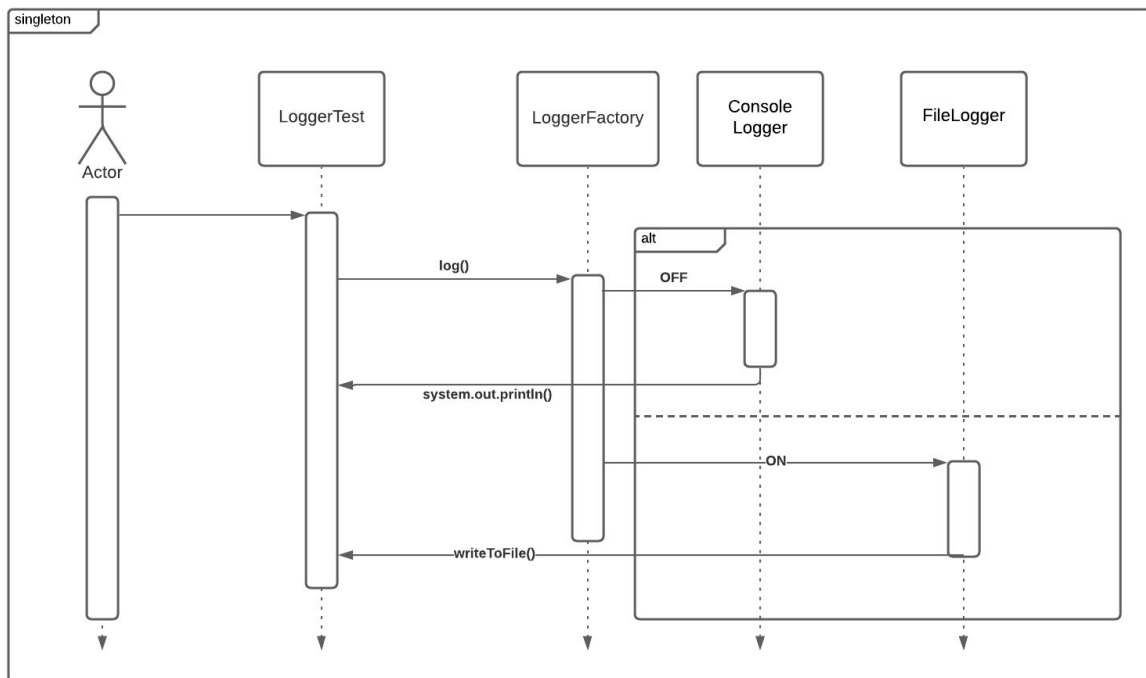 singleton
LoggerTest
LoggerFactory
Console
Logger
FileLogger
Actor
alt
log()
OFF
system.out.println()
ON
writeToFile()